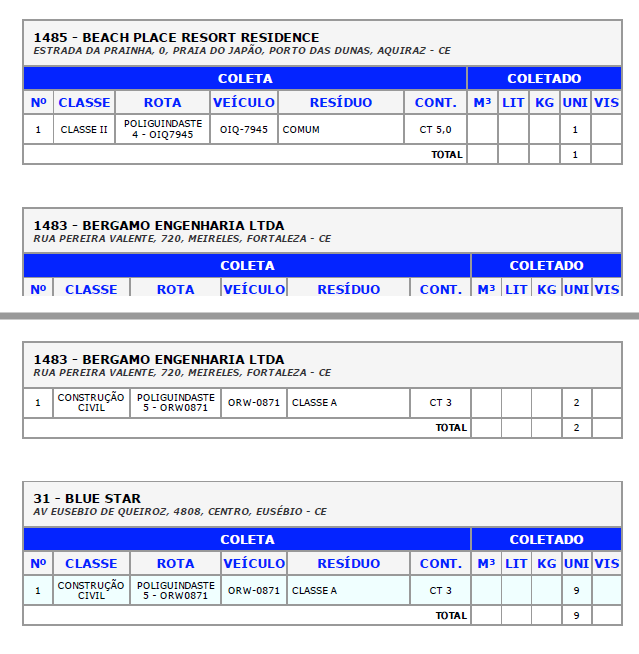 1485 - BEACH PLACE RESORT RESIDENCE
ESTRADA DA PRAINHA, 0, PRAIA DO JAPÃO, PORTO DAS DUNAS, AQUIRAZ - CE
COLETA COLETADO
Nº CLASSE ROTA VEÍCULO RESÍDUO CONT. M³ LIT KG UNI VIS
1 CLASSE II POLIGUINDASTE 4 - OIQ7945 OIQ-7945 COMUM CT 5,0 1
TOTAL 1
1483 - BERGAMO ENGENHARIA LTDA
RUA PEREIRA VALENTE, 720, MEIRELES, FORTALEZA - CE
COLETA COLETADO
Nº CLASSE ROTA VEÍCULO RESÍDUO CONT. M³ LIT KG UNI VIS
1483 - BERGAMO ENGENHARIA LTDA
RUA PEREIRA VALENTE, 720, MEIRELES, FORTALEZA - CE
1 CONSTRUÇÃO CIVIL POLIGUINDASTE 5 - ORW0871 ORW-0871 CLASSE A CT 3 2
TOTAL 2
31 - BLUE STAR
AV EUSEBIO DE QUEIROZ, 4808, CENTRO, EUSÉBIO - CE
COLETA COLETADO
Nº CLASSE ROTA VEÍCULO RESÍDUO CONT. M³ LIT KG UNI VIS
1 CONSTRUÇÃO CIVIL POLIGUINDASTE 5 - ORW0871 ORW-0871 CLASSE A CT 3 9
TOTAL 9